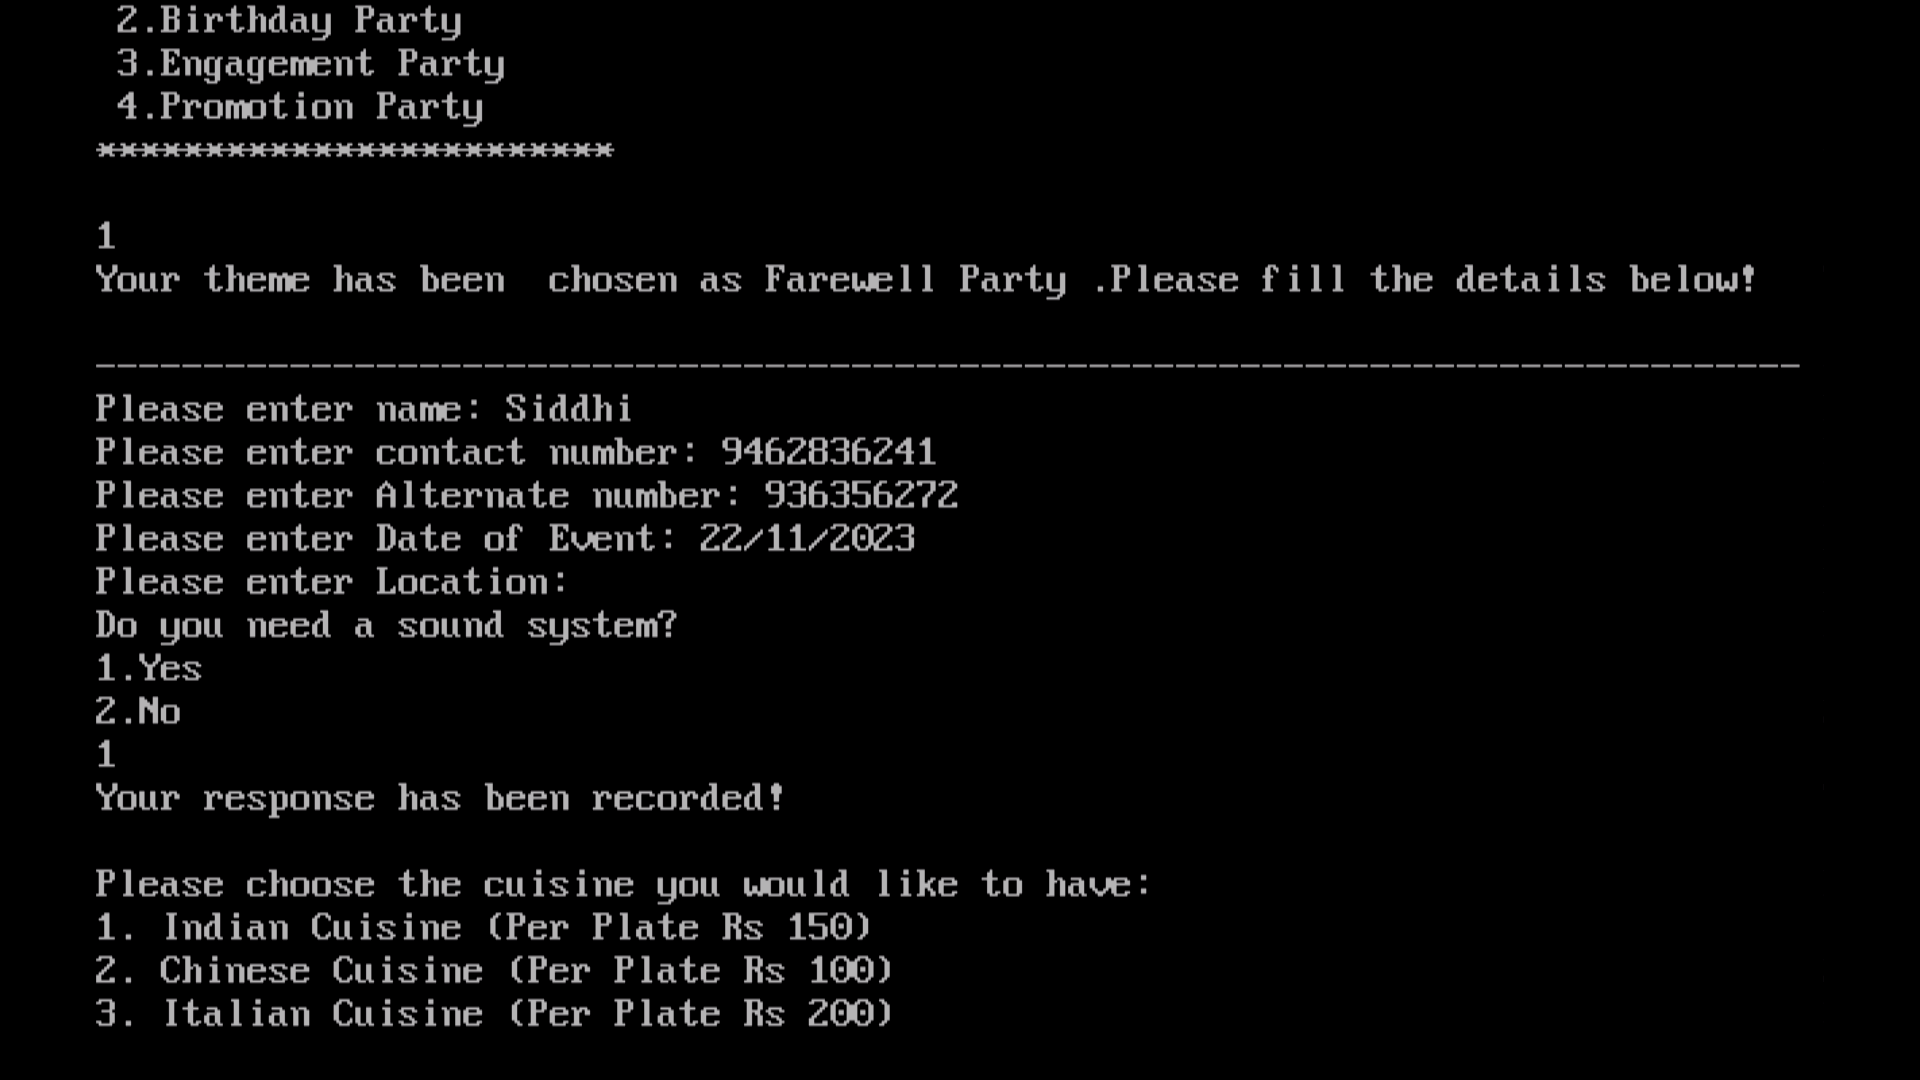 2.Birthday Party
3.Engagement Party
4.Promotion Party
************************
1
Your theme has been  chosen as Farewell Party .Please fill the details below!
-------------------------------------------------------------------------------
Please enter name: Siddhi
Please enter contact number: 9462836241
Please enter Alternate number: 936356272
Please enter Date of Event: 22/11/2023
Please enter Location:
Do you need a sound system?
1.Yes
2.No
1
Your response has been recorded!
Please choose the cuisine you would like to have:
1. Indian Cuisine (Per Plate Rs 150)
2. Chinese Cuisine (Per Plate Rs 100)
3. Italian Cuisine (Per Plate Rs 200)